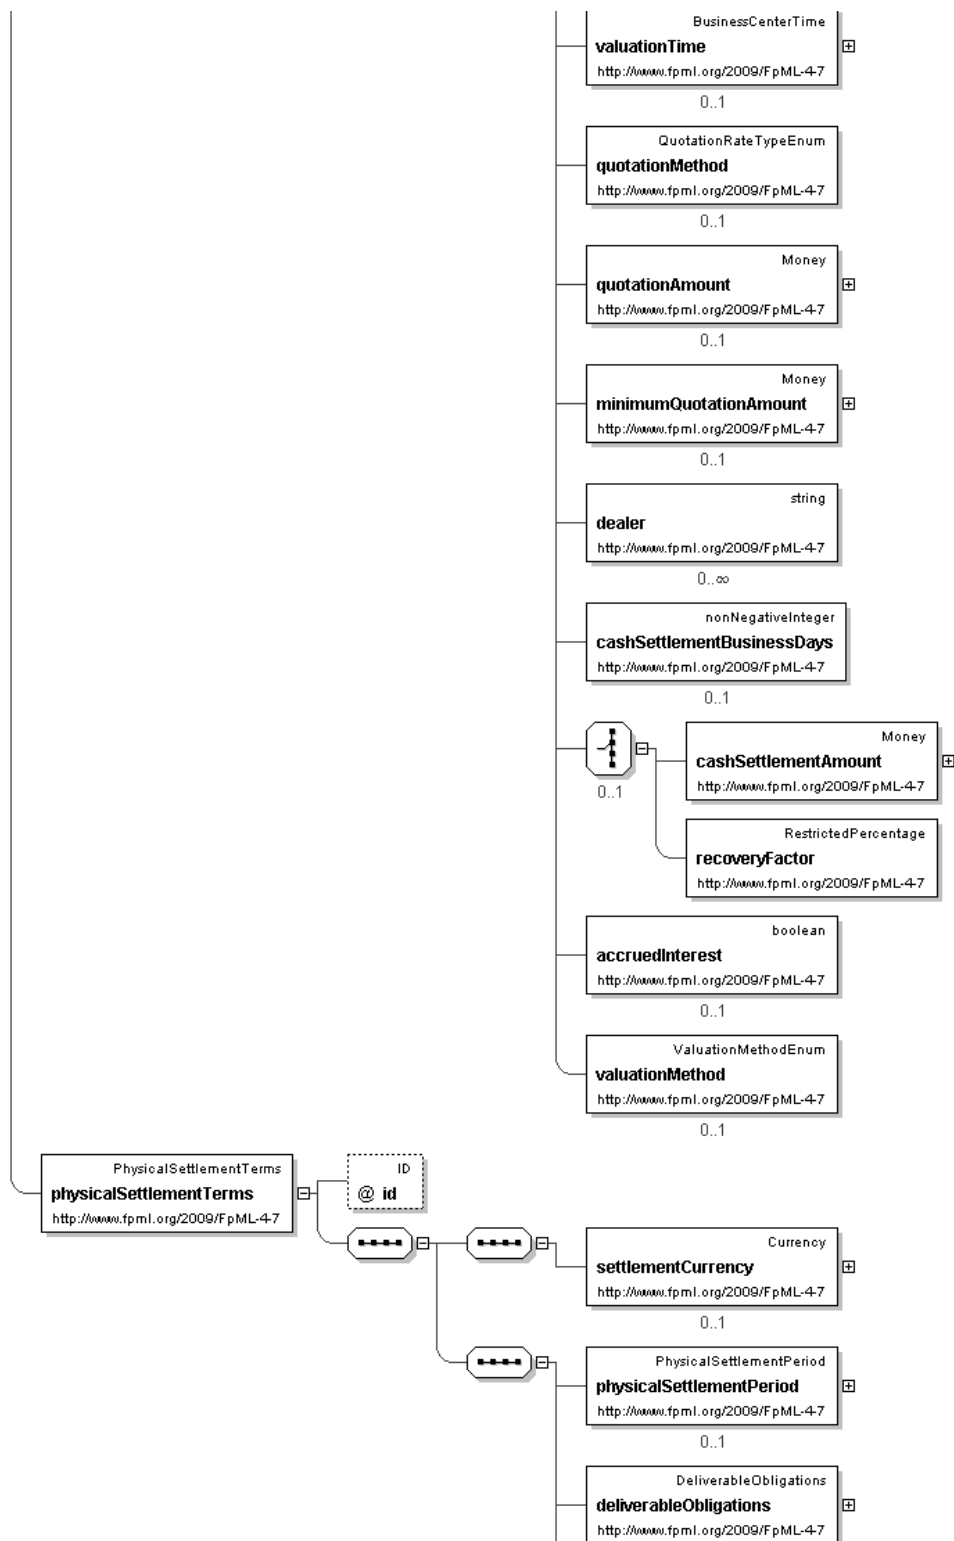 BusinessCenterTime
valuationTime
http://www.fpml.org/2009/FpML-4-7
0..1
QuotationRateTypeEnum
quotationMethod
http://www.fpml.org/2009/FpML-4-7
0..1
Money
quotationAmount
http://www.fpml.org/2009/FpML-4-7
0..1
Money
minimumQuotationAmount
http://www.fpml.org/2009/FpML-4-7
0..1
string
dealer
http://www.fpml.org/2009/FpML-4-7
0..∞
nonNegativeInteger
cashSettlementBusinessDays
http://www.fpml.org/2009/FpML-4-7
0..1
Money
cashSettlementAmount
http://www.fpml.org/2009/FpML-4-7
0..1
RestrictedPercentage
recoveryFactor
http://www.fpml.org/2009/FpML-4-7
boolean
accruedInterest
http://www.fpml.org/2009/FpML-4-7
0..1
ValuationMethodEnum
valuationMethod
http://www.fpml.org/2009/FpML-4-7
0..1
PhysicalSettlementTerms
physicalSettlementTerms
http://www.fpml.org/2009/FpML-4-7
ID
@ id
Currency
settlementCurrency
http://www.fpml.org/2009/FpML-4-7
0..1
PhysicalSettlementPeriod
physicalSettlementPeriod
http://www.fpml.org/2009/FpML-4-7
0..1
DeliverableObligations
deliverableObligations
http://www.fpml.org/2009/FpML-4-7